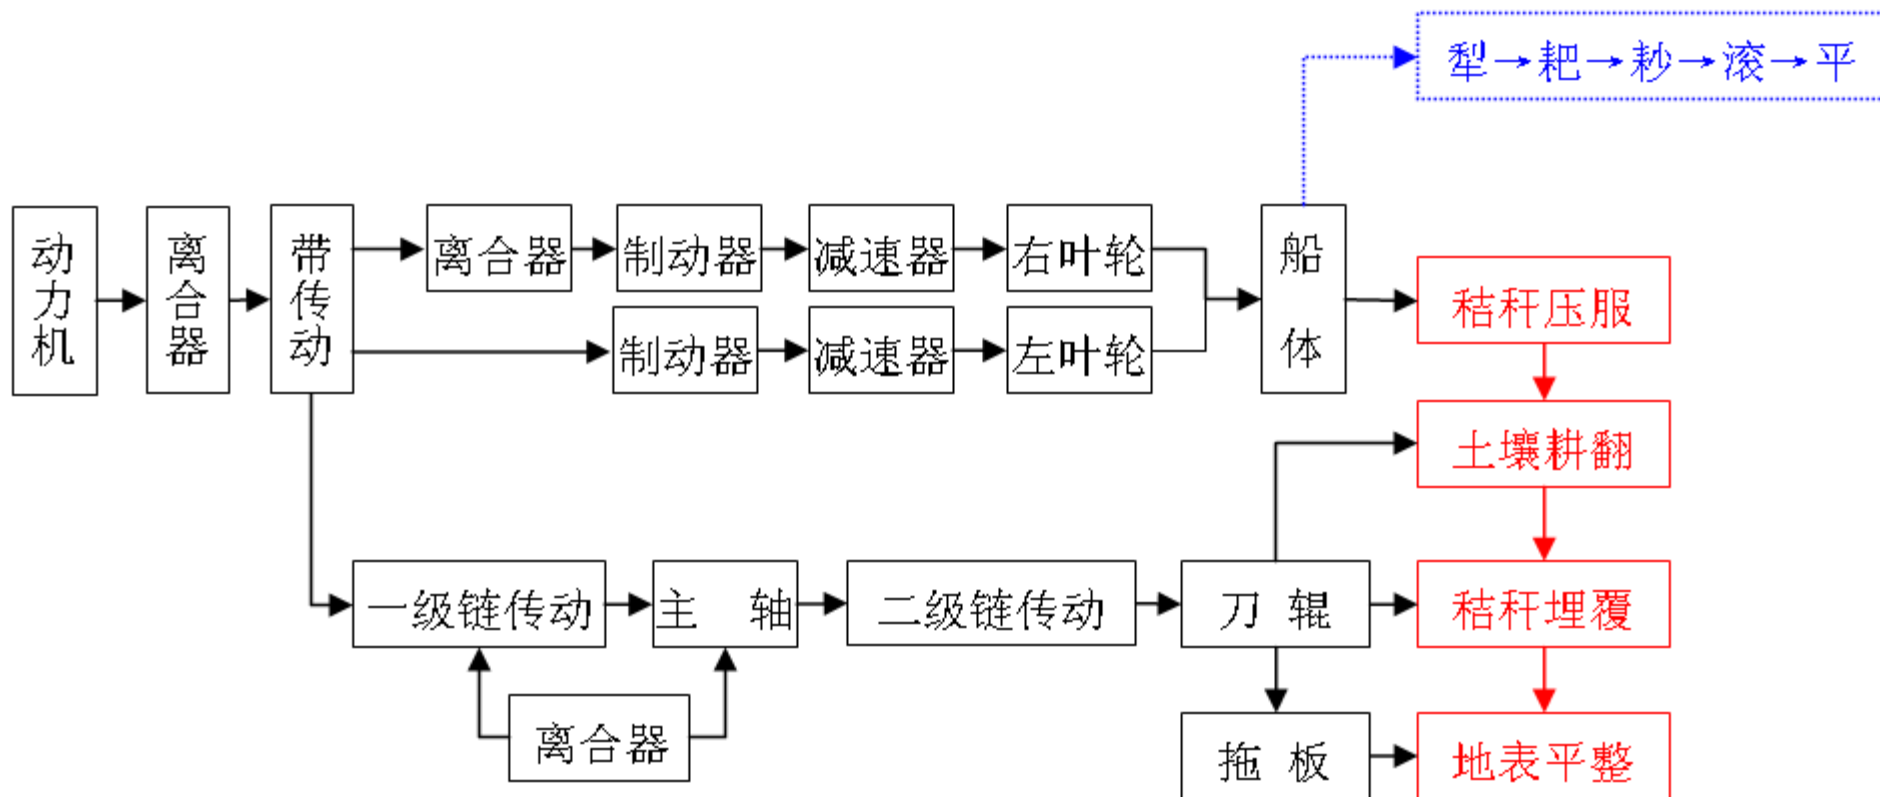 犁→耙→耖→滚→平
动力机
离合器
带传动
离合器
制动器
减速器
右叶轮
船体
秸秆压服
制动器
减速器
左叶轮
土壤耕翻
一级链传动
主 轴
二级链传动
刀 辊
秸秆埋覆
离合器
拖 板
地表平整